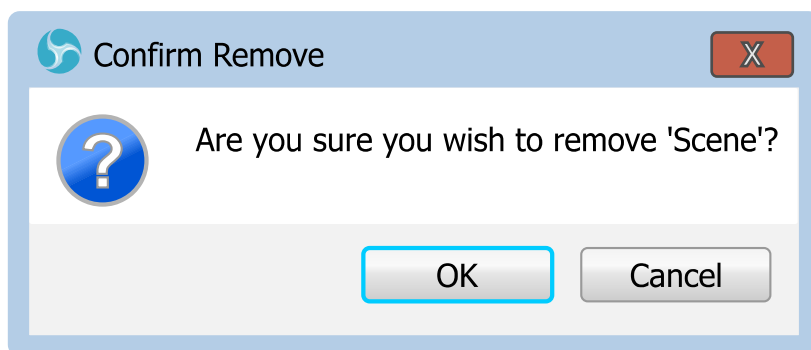 Confirm Remove
X
Are you sure you wish to remove 'Scene'?
?
OK
Cancel